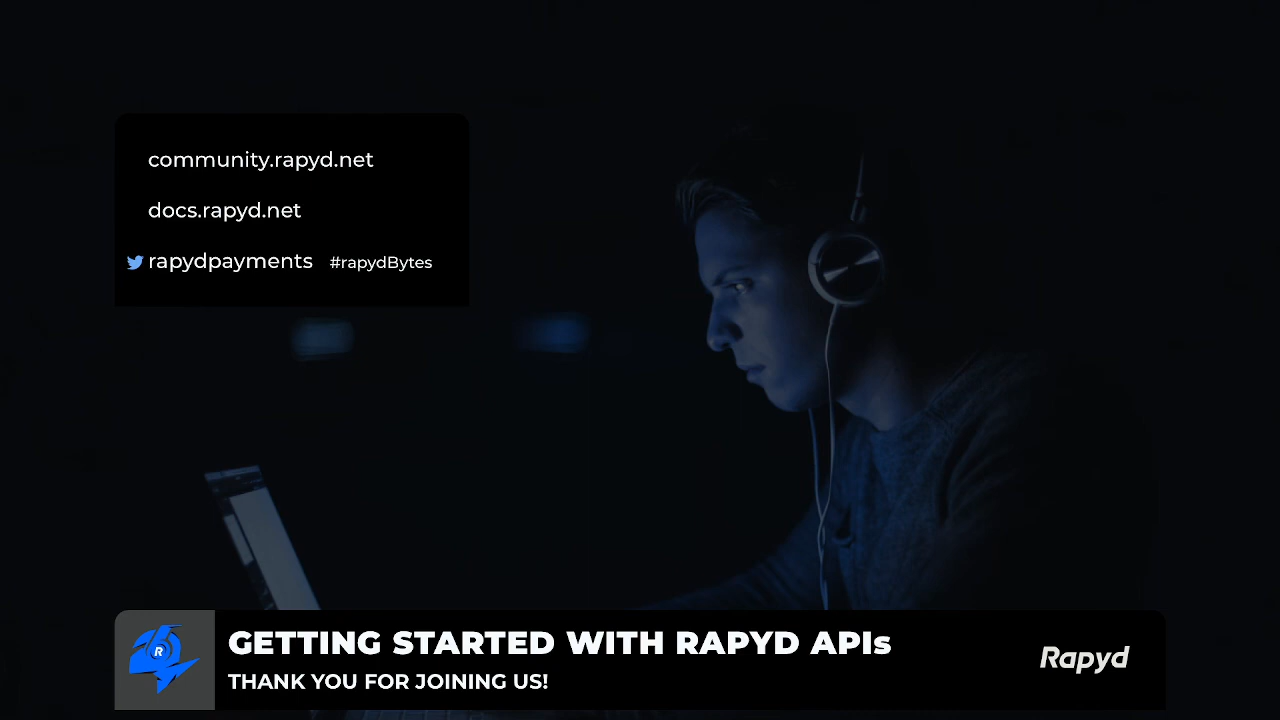 community.rapyd.net
docs.rapyd.net
rapydpayments #rapydBytes
R
GETTING STARTED WITH RAPYD APIs
THANK YOU FOR JOINING US!
Rapyd